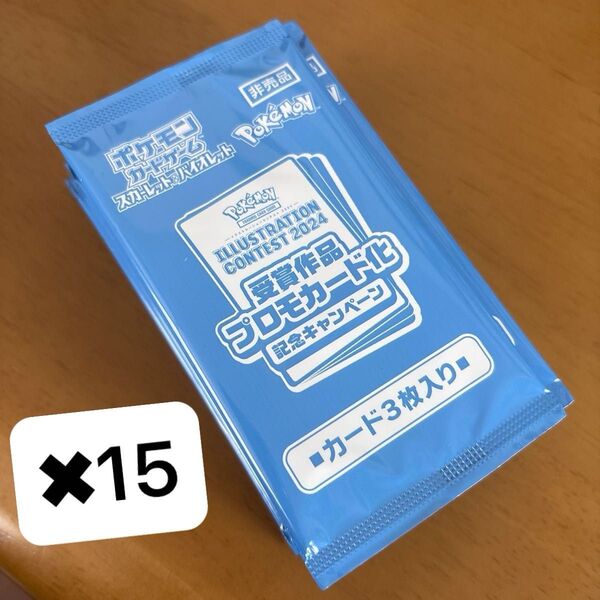 非売品
ポケモン
カードゲーム
スカーレット&バイオレット
POKéMON
POKéMON
ILLUSTRATION
CONTEST 2024
受賞作品
プロモカード化
記念キャンペーン
■カード3枚入り■
✖15